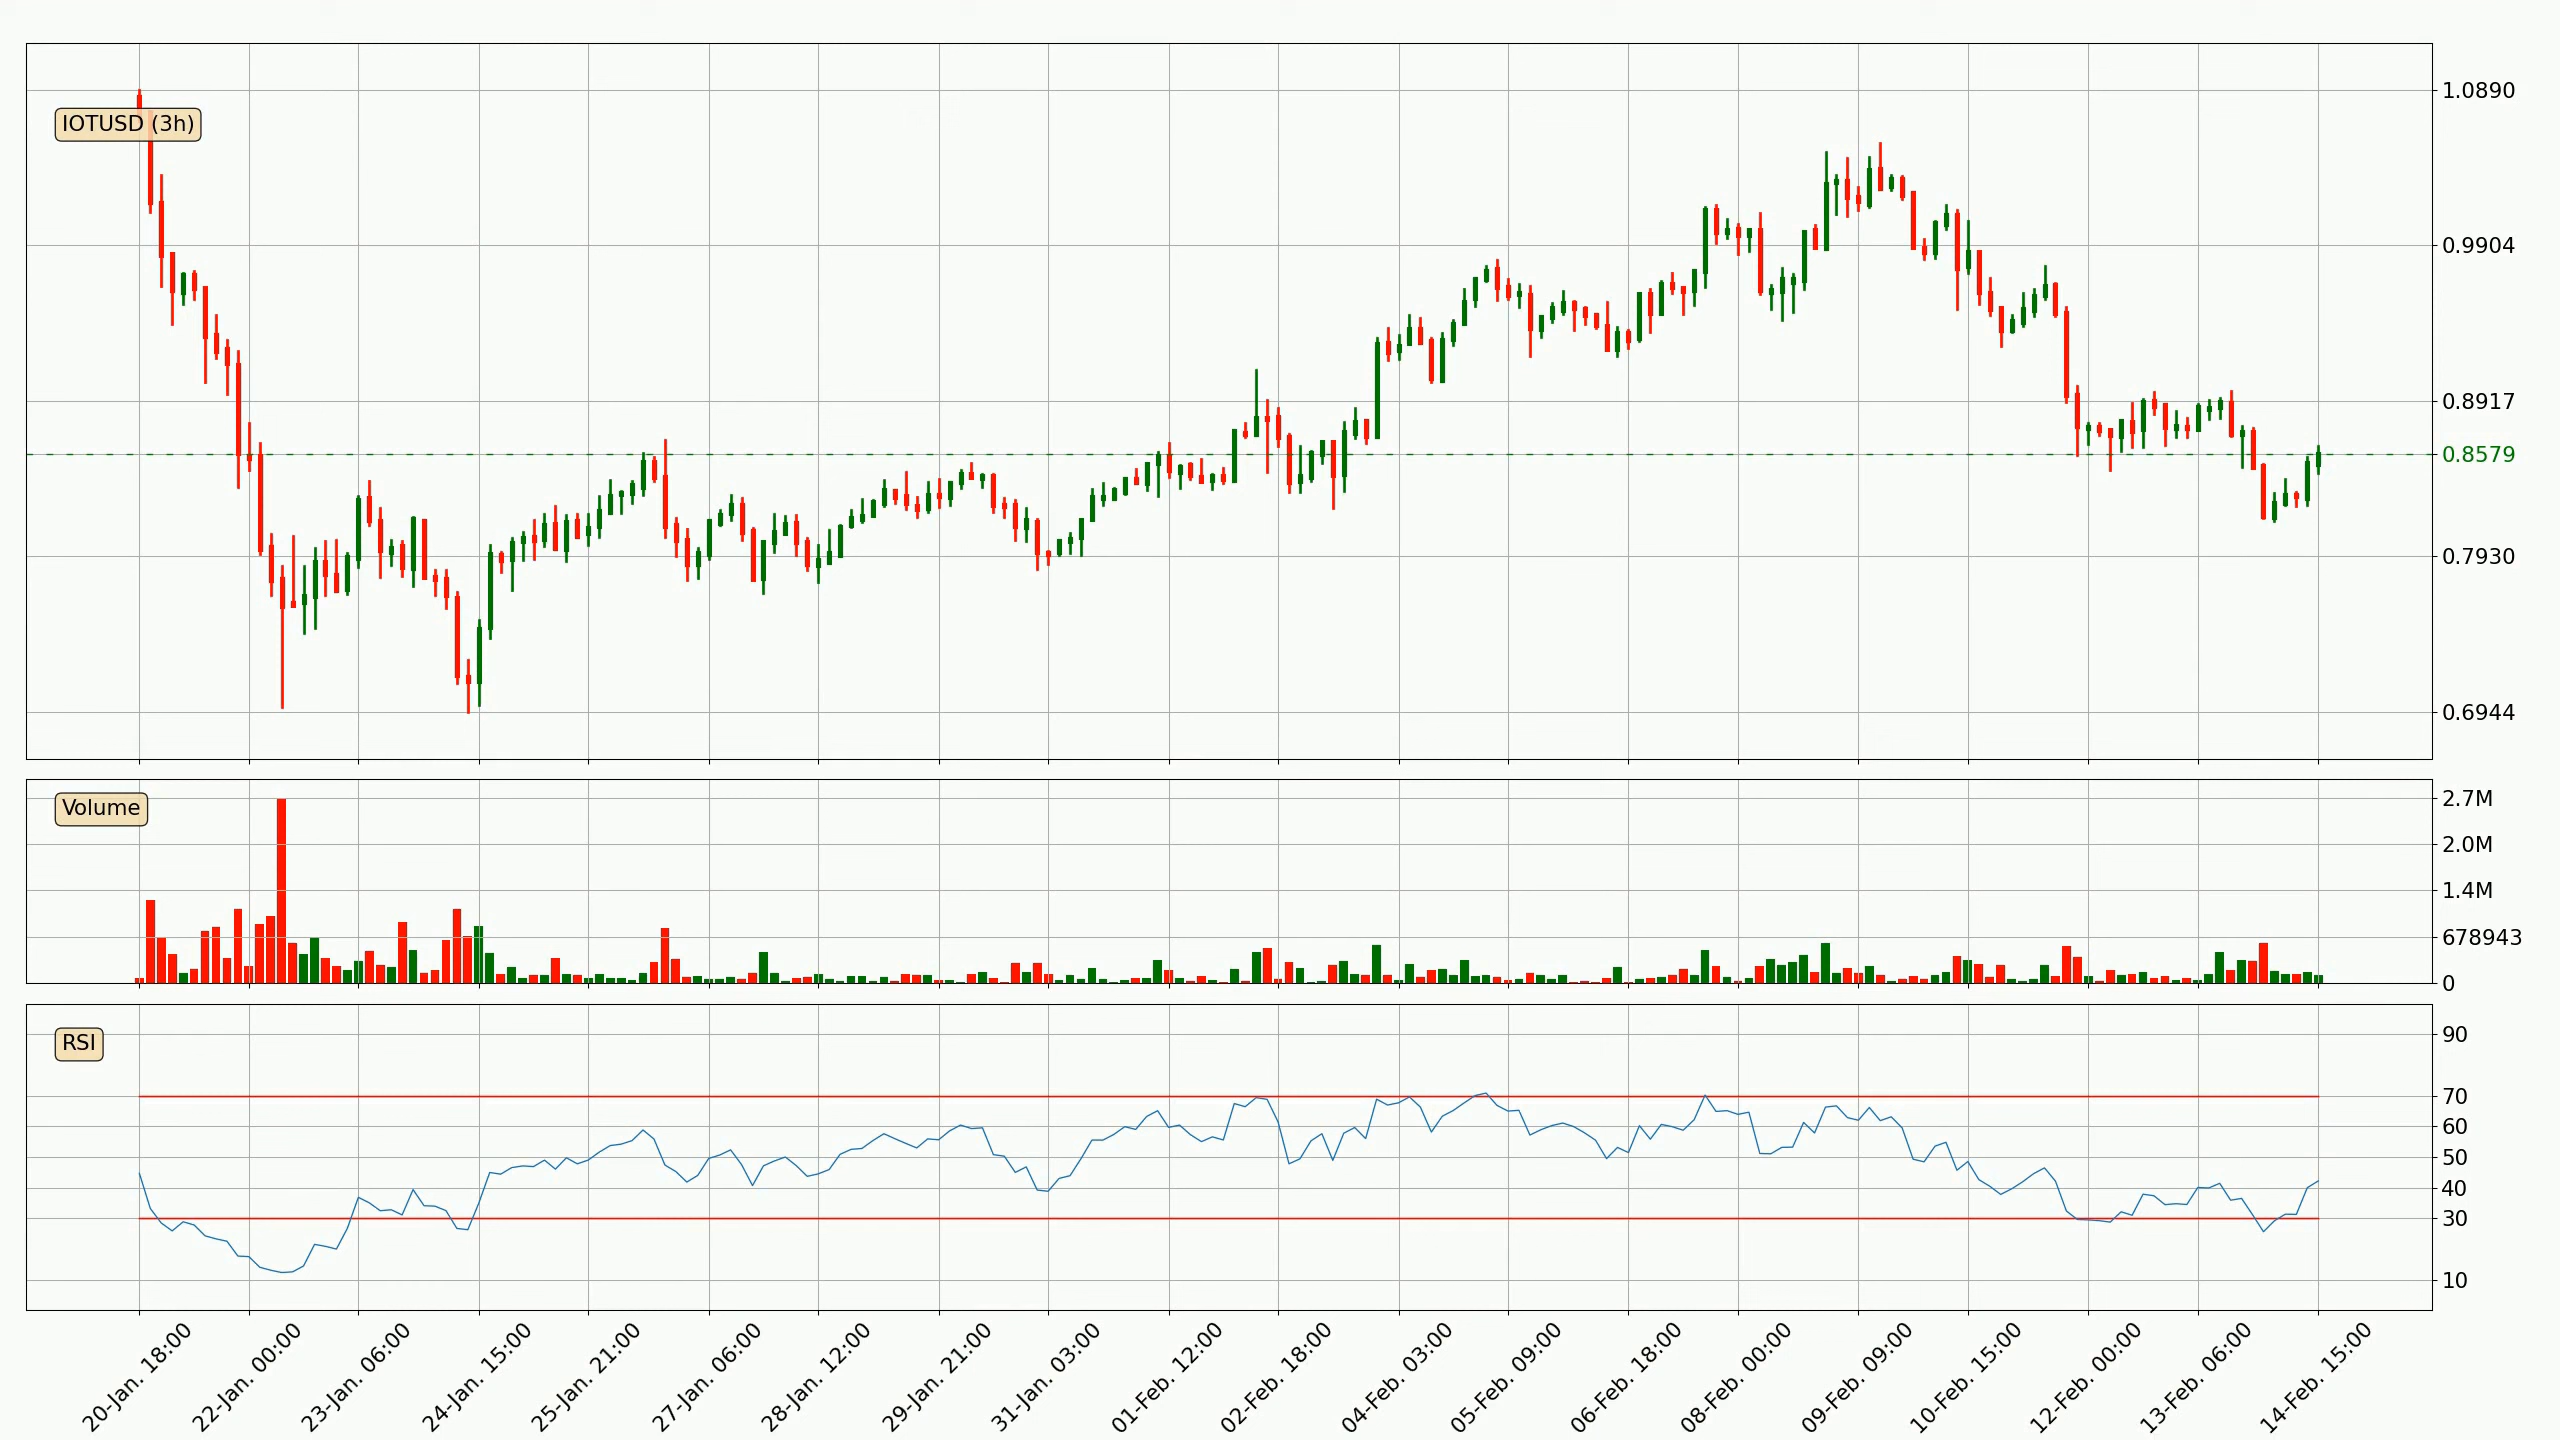 IOTUSD (3h)
1.0890
0.9904
0.8917
0.8579
0.7930
0.6944
Volume
2.7M
2.0M
1.4M
678943
0
RSI
90
70
60
50
40
30
10
20-Jan. 18:00
22-Jan. 00:00
23-Jan. 06:00
24-Jan. 15:00
25-Jan. 21:00
27-Jan. 06:00
28-Jan. 12:00
29-Jan. 21:00
31-Jan. 03:00
01-Feb. 12:00
02-Feb. 18:00
04-Feb. 03:00
05-Feb. 09:00
06-Feb. 18:00
08-Feb. 00:00
09-Feb. 09:00
10-Feb. 15:00
12-Feb. 00:00
13-Feb. 06:00
14-Feb. 15:00